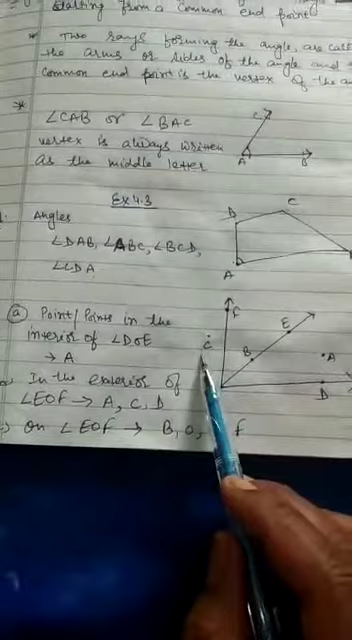 starting from a common end point
* Two rays forming the angle, are call
the arms or sides of the angle and
common end point is the vertex of the an
* ∠CAB or ∠BAC
vertex is always written
as the middle letter
C
A
B
Ex 4.3
1. Angles
∠DAB, ∠ABC, ∠BCD,
∠CDA
D
C
A
(a) Point/Points in the
interior of ∠DOE
→ A
In the exterior of
∠EOF → A, C, D
on ∠EOF → B, O, F
F
E
C
B
A
D